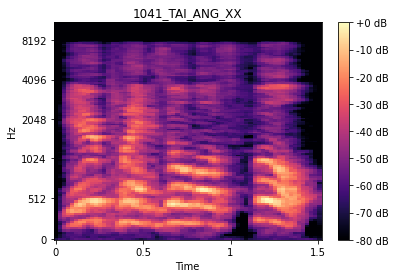 1041_TAI_ANG_XX
+0 dB
8192
-10 dB
4096
-20 dB
-30 dB
2048
Hz
-40 dB
1024
-50 dB
512
-60 dB
-70 dB
0
-80 dB
0
0.5
1
1.5
Time